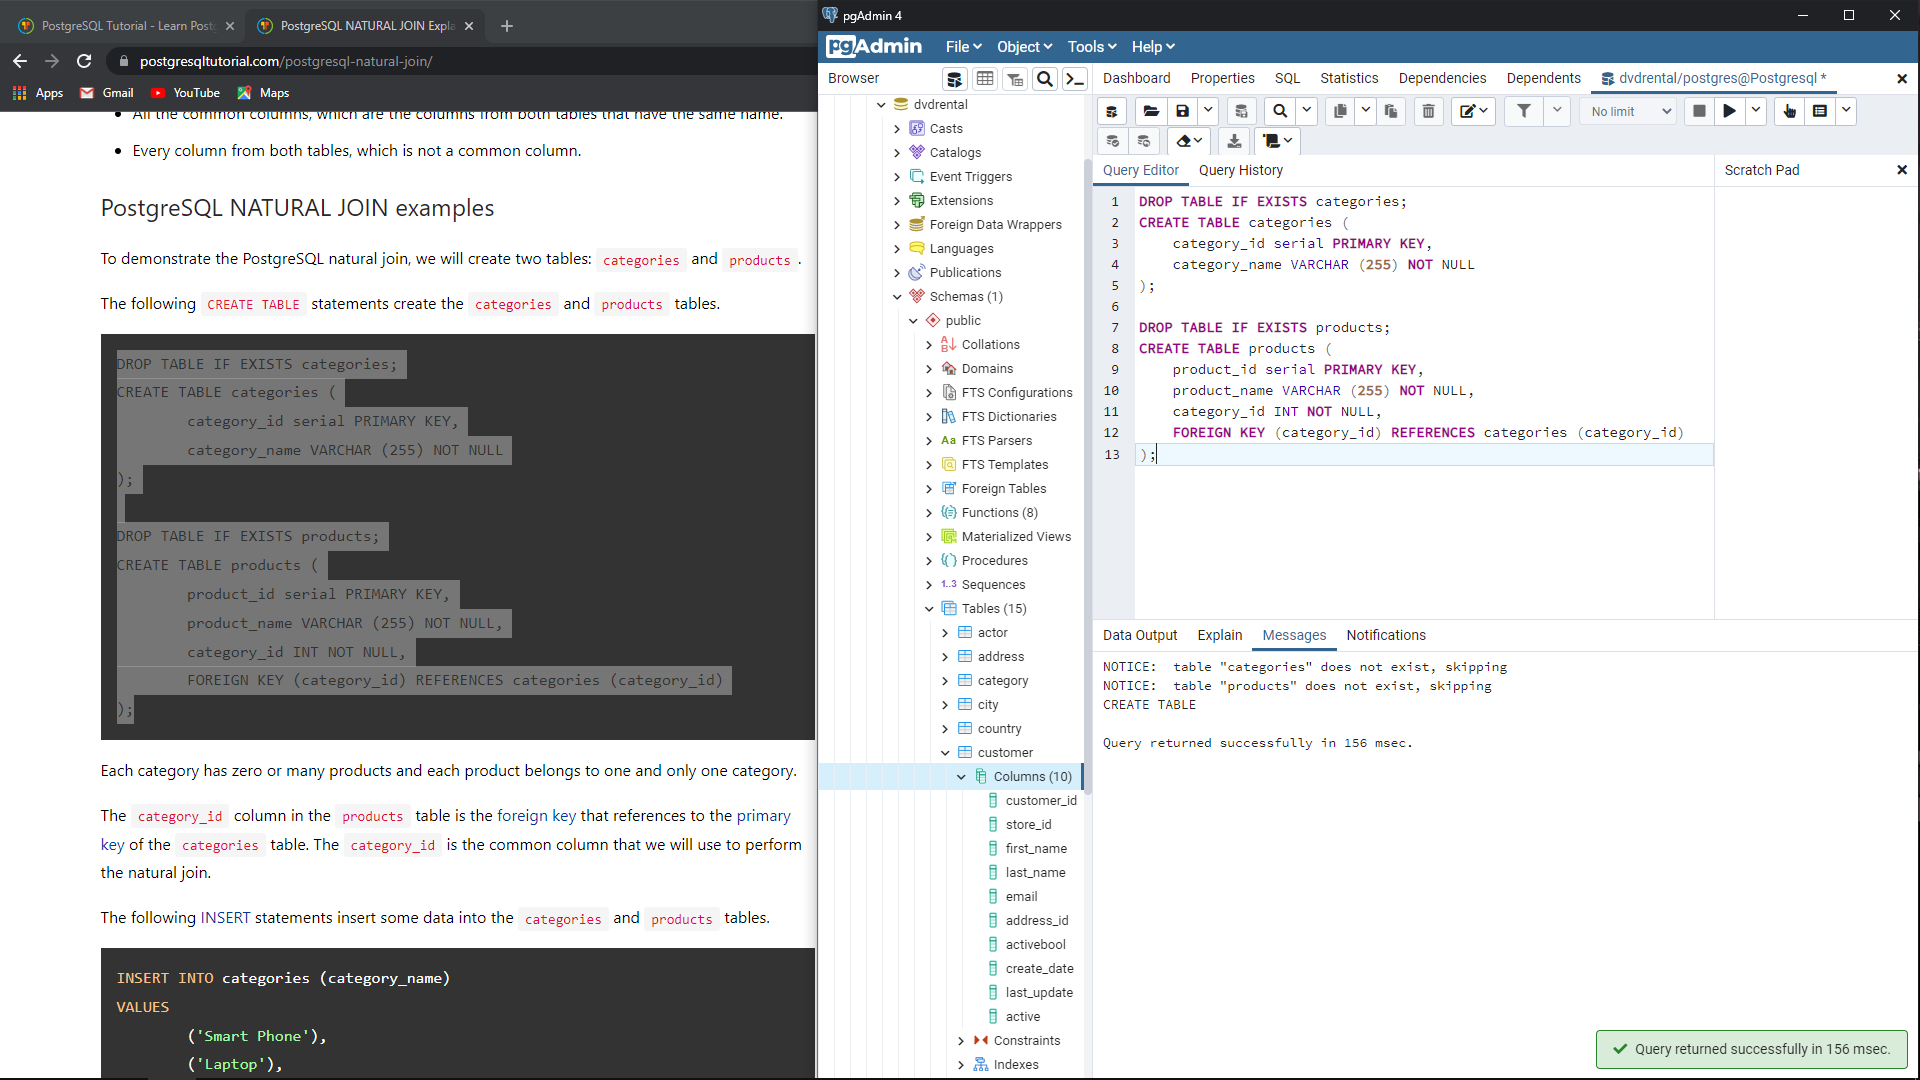 PostgreSQL Tutorial - Learn Post
PostgreSQL NATURAL JOIN Expla
postgresqltutorial.com/postgresql-natural-join/
Apps
Gmail
YouTube
Maps
All the common columns, which are the columns from both tables that have the same name.
Every column from both tables, which is not a common column.
PostgreSQL NATURAL JOIN examples
To demonstrate the PostgreSQL natural join, we will create two tables: categories and products .
The following CREATE TABLE statements create the categories and products tables.
DROP TABLE IF EXISTS categories;
CREATE TABLE categories (
category_id serial PRIMARY KEY,
category_name VARCHAR (255) NOT NULL
);
DROP TABLE IF EXISTS products;
CREATE TABLE products (
product_id serial PRIMARY KEY,
product_name VARCHAR (255) NOT NULL,
category_id INT NOT NULL,
FOREIGN KEY (category_id) REFERENCES categories (category_id)
);
Each category has zero or many products and each product belongs to one and only one category.
The category_id column in the products table is the foreign key that references to the primary
key of the categories table. The category_id is the common column that we will use to perform
the natural join.
The following INSERT statements insert some data into the categories and products tables.
INSERT INTO categories (category_name)
VALUES
('Smart Phone'),
('Laptop'),
pgAdmin 4
pgAdmin File Object Tools Help
Browser
dvdrental
Casts
Catalogs
Event Triggers
Extensions
Foreign Data Wrappers
Languages
Publications
Schemas (1)
public
Collations
Domains
FTS Configurations
FTS Dictionaries
Aa FTS Parsers
FTS Templates
Foreign Tables
Functions (8)
Materialized Views
Procedures
1..3 Sequences
Tables (15)
actor
address
category
city
country
customer
Columns (10)
customer_id
store_id
first_name
last_name
email
address_id
activebool
create_date
last_update
active
Constraints
Indexes
Dashboard Properties SQL Statistics Dependencies Dependents dvdrental/postgres@Postgresql *
No limit
Query Editor Query History
Scratch Pad
1 DROP TABLE IF EXISTS categories;
2 CREATE TABLE categories (
3 category_id serial PRIMARY KEY,
4 category_name VARCHAR (255) NOT NULL
5 );
6
7 DROP TABLE IF EXISTS products;
8 CREATE TABLE products (
9 product_id serial PRIMARY KEY,
10 product_name VARCHAR (255) NOT NULL,
11 category_id INT NOT NULL,
12 FOREIGN KEY (category_id) REFERENCES categories (category_id)
13 );
Data Output Explain Messages Notifications
NOTICE: table "categories" does not exist, skipping
NOTICE: table "products" does not exist, skipping
CREATE TABLE
Query returned successfully in 156 msec.
Query returned successfully in 156 msec.